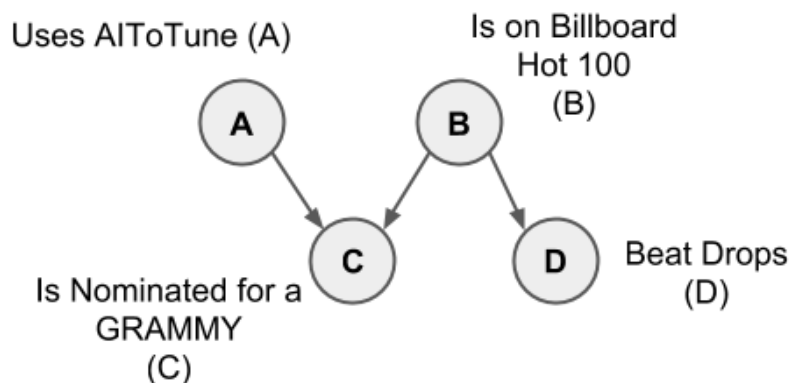 Uses AIToTune (A)
Is on Billboard
Hot 100
(B)
A
B
C
D
Is Nominated for a
GRAMMY
(C)
Beat Drops
(D)